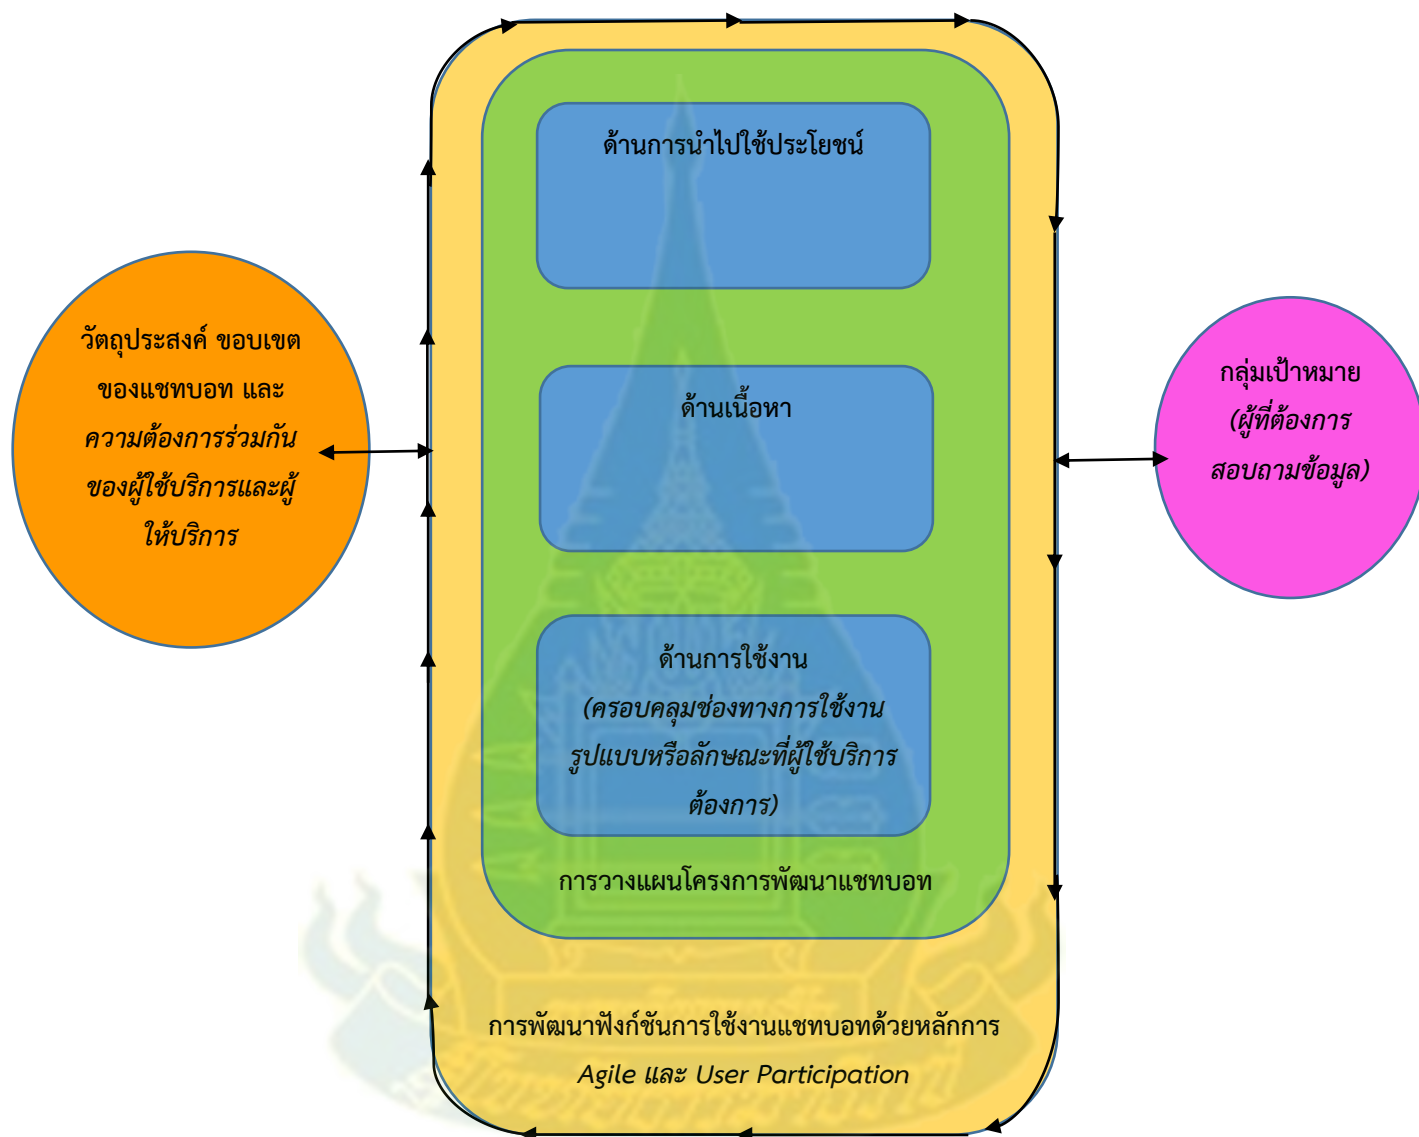 ด้านการนำไปใช้ประโยชน์
วัตถุประสงค์ ขอบเขต
ของแชทบอท และ
ความต้องการร่วมกัน
ของผู้ใช้บริการและผู้
ให้บริการ
ด้านเนื้อหา
กลุ่มเป้าหมาย
(ผู้ที่ต้องการ
สอบถามข้อมูล)
ด้านการใช้งาน
(ครอบคลุมช่องทางการใช้งาน
รูปแบบหรือลักษณะที่ผู้ใช้บริการ
ต้องการ)
การวางแผนโครงการพัฒนาแชทบอท
การพัฒนาฟังก์ชันการใช้งานแชทบอทด้วยหลักการ
Agile และ User Participation